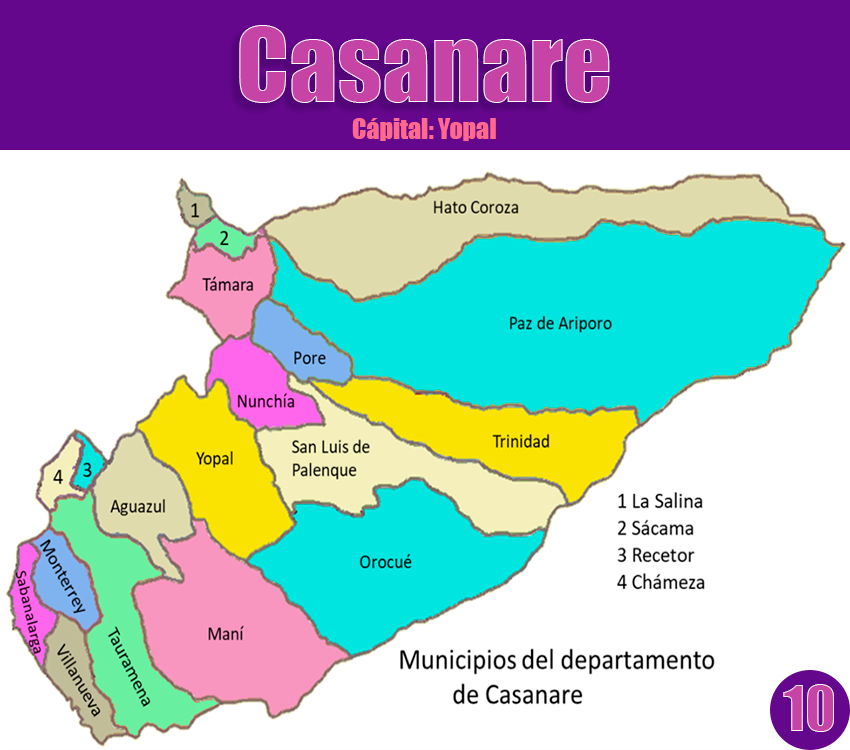 Casanare
Cápital: Yopal
1
Hato Coroza
2
Támara
Paz de Ariporo
Pore
Nunchía
Trinidad
San Luis de
Palenque
Yopal
4
3
Aguazul
1 La Salina
2 Sácama
3 Recetor
4 Chámeza
Orocué
Monterrey
Sabanalarga
Maní
Tauramena
Villanueva
Municipios del departamento
de Casanare
10